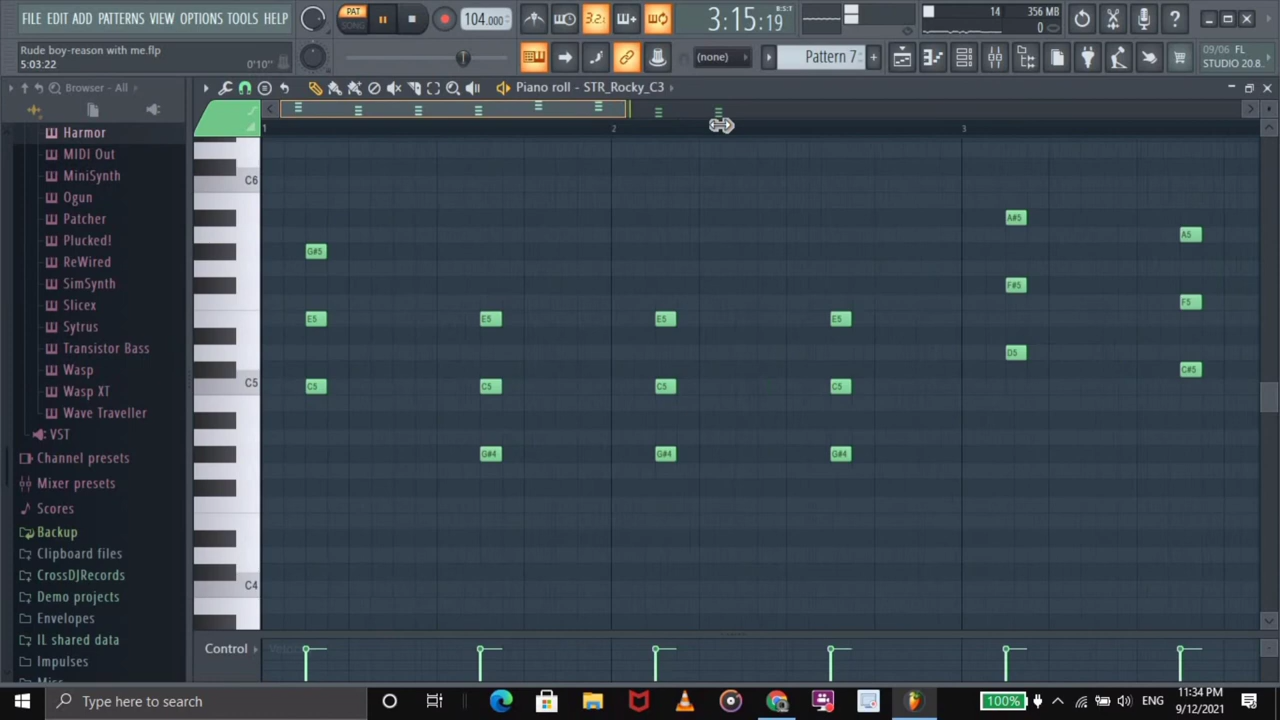 FILE EDIT ADD PATTERNS VIEW OPTIONS TOOLS HELP
PAT
SONG
104.000
3.2:
3:15:19
B:S:T
14
356 MB
0
Rude boy-reason with me.flp
5:03:22
0'10"
(none)
Pattern 7
09/06 FL
STUDIO 20.8..
Browser - All
Piano roll - STR_Rocky_C3
1
2
3
Harmor
MIDI Out
MiniSynth
Ogun
Patcher
Plucked!
ReWired
SimSynth
Slicex
Sytrus
Transistor Bass
Wasp
Wasp XT
Wave Traveller
VST
Channel presets
Mixer presets
Scores
Backup
Clipboard files
CrossDJRecords
Demo projects
Envelopes
IL shared data
Impulses
C6
C5
C4
A#5
A5
G#5
F#5
F5
E5
E5
E5
E5
D5
C#5
C5
C5
C5
C5
G#4
G#4
G#4
Control
Velocity
Type here to search
100%
ENG
11:34 PM
9/12/2021